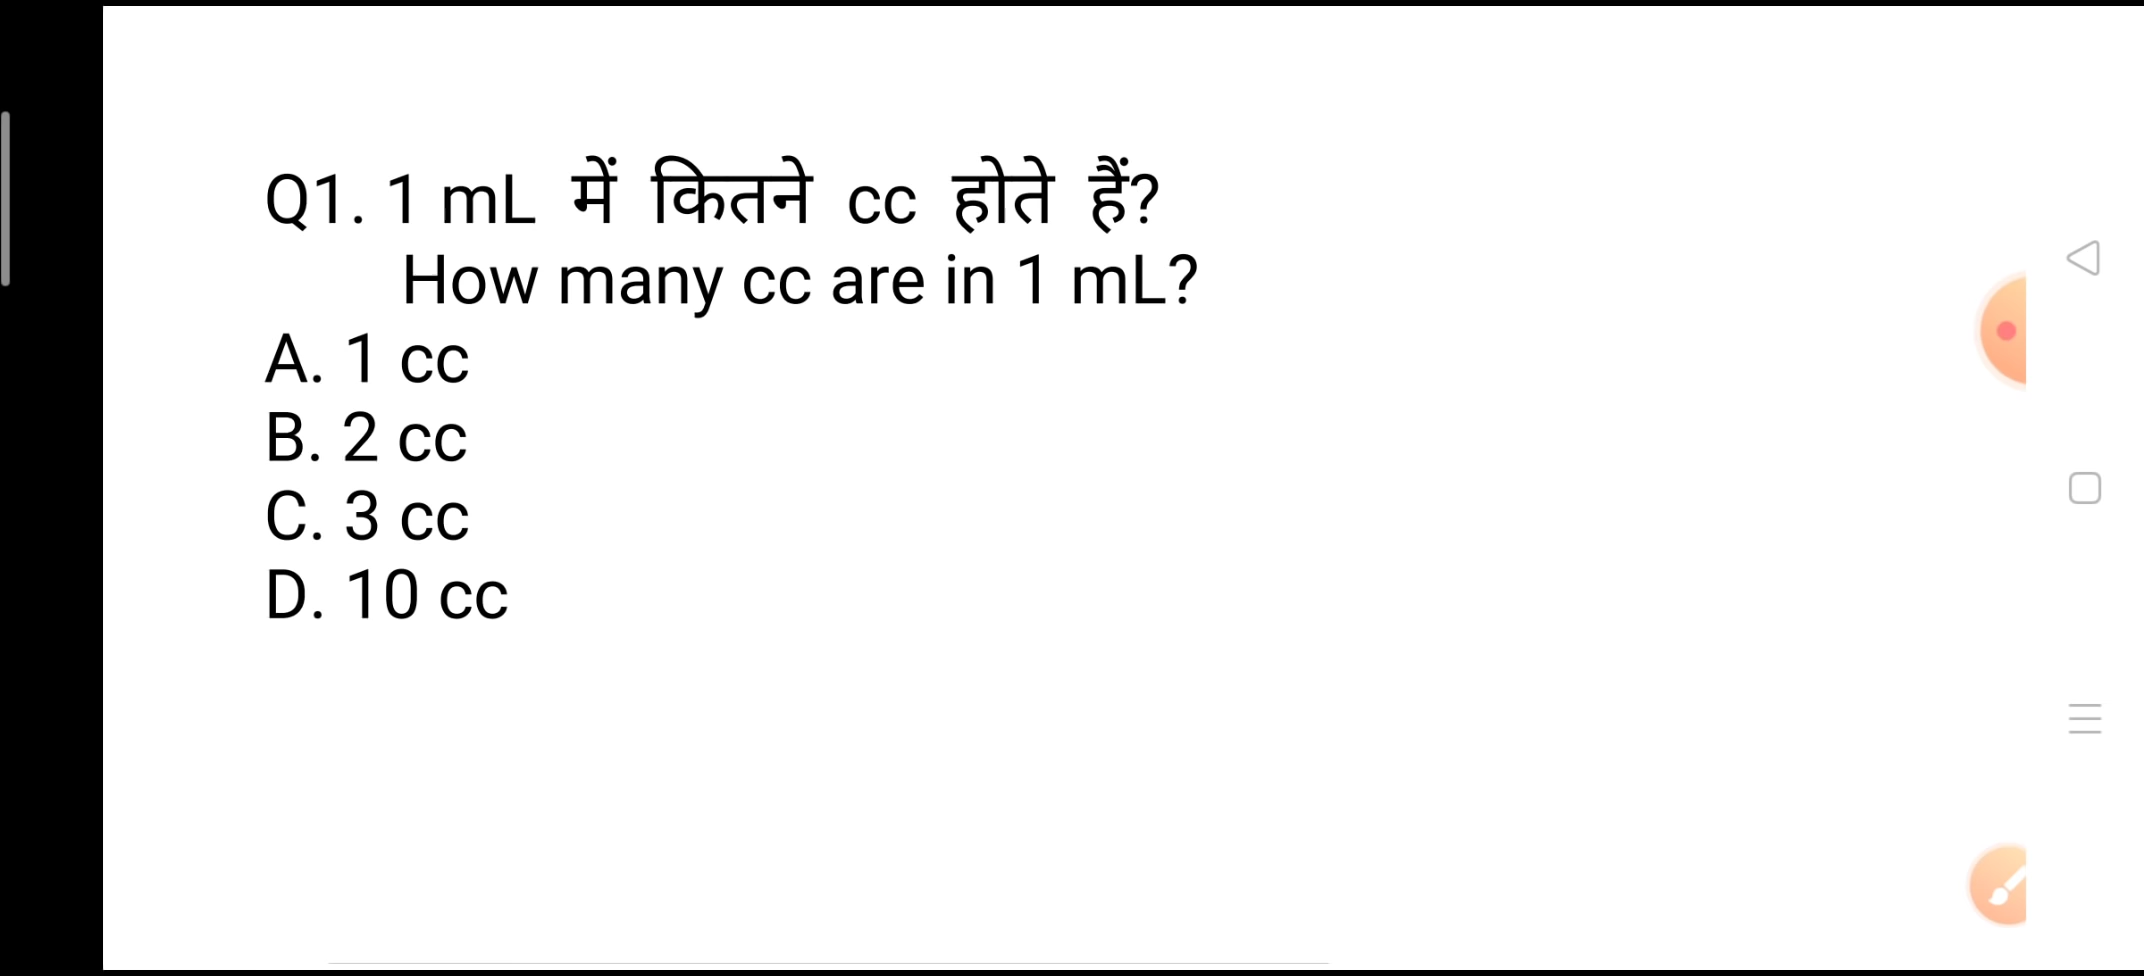 Q1. 1 mL में कितने cc होते हैं?
How many cc are in 1 mL?
A. 1 cc
B. 2 cc
C. 3 cc
D. 10 cc